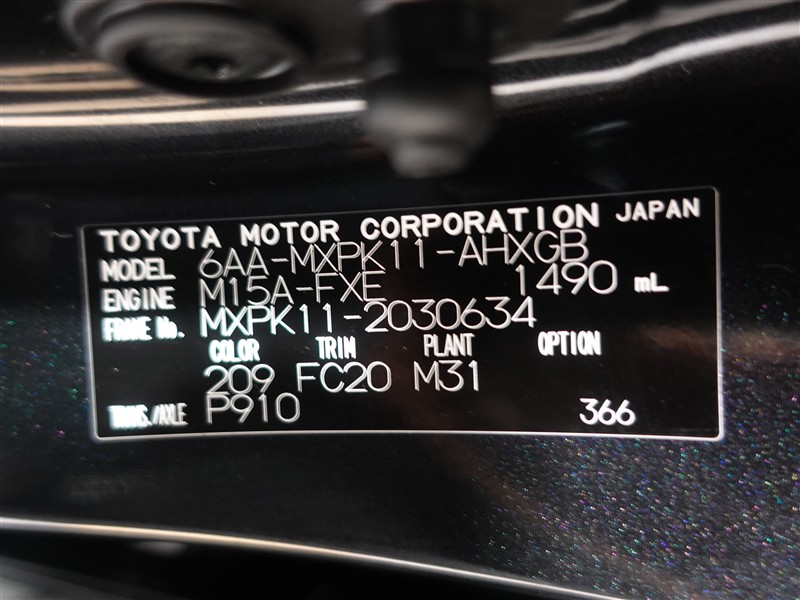 TOYOTA MOTOR CORPORATION JAPAN
MODEL 6AA-MXPK11-AHXGB
ENGINE M15A-FXE 1490 mL
FRAME No. MXPK11-2030634
COLOR TRIM PLANT OPTION
209 FC20 M31
TRANS./AXLE P910 366